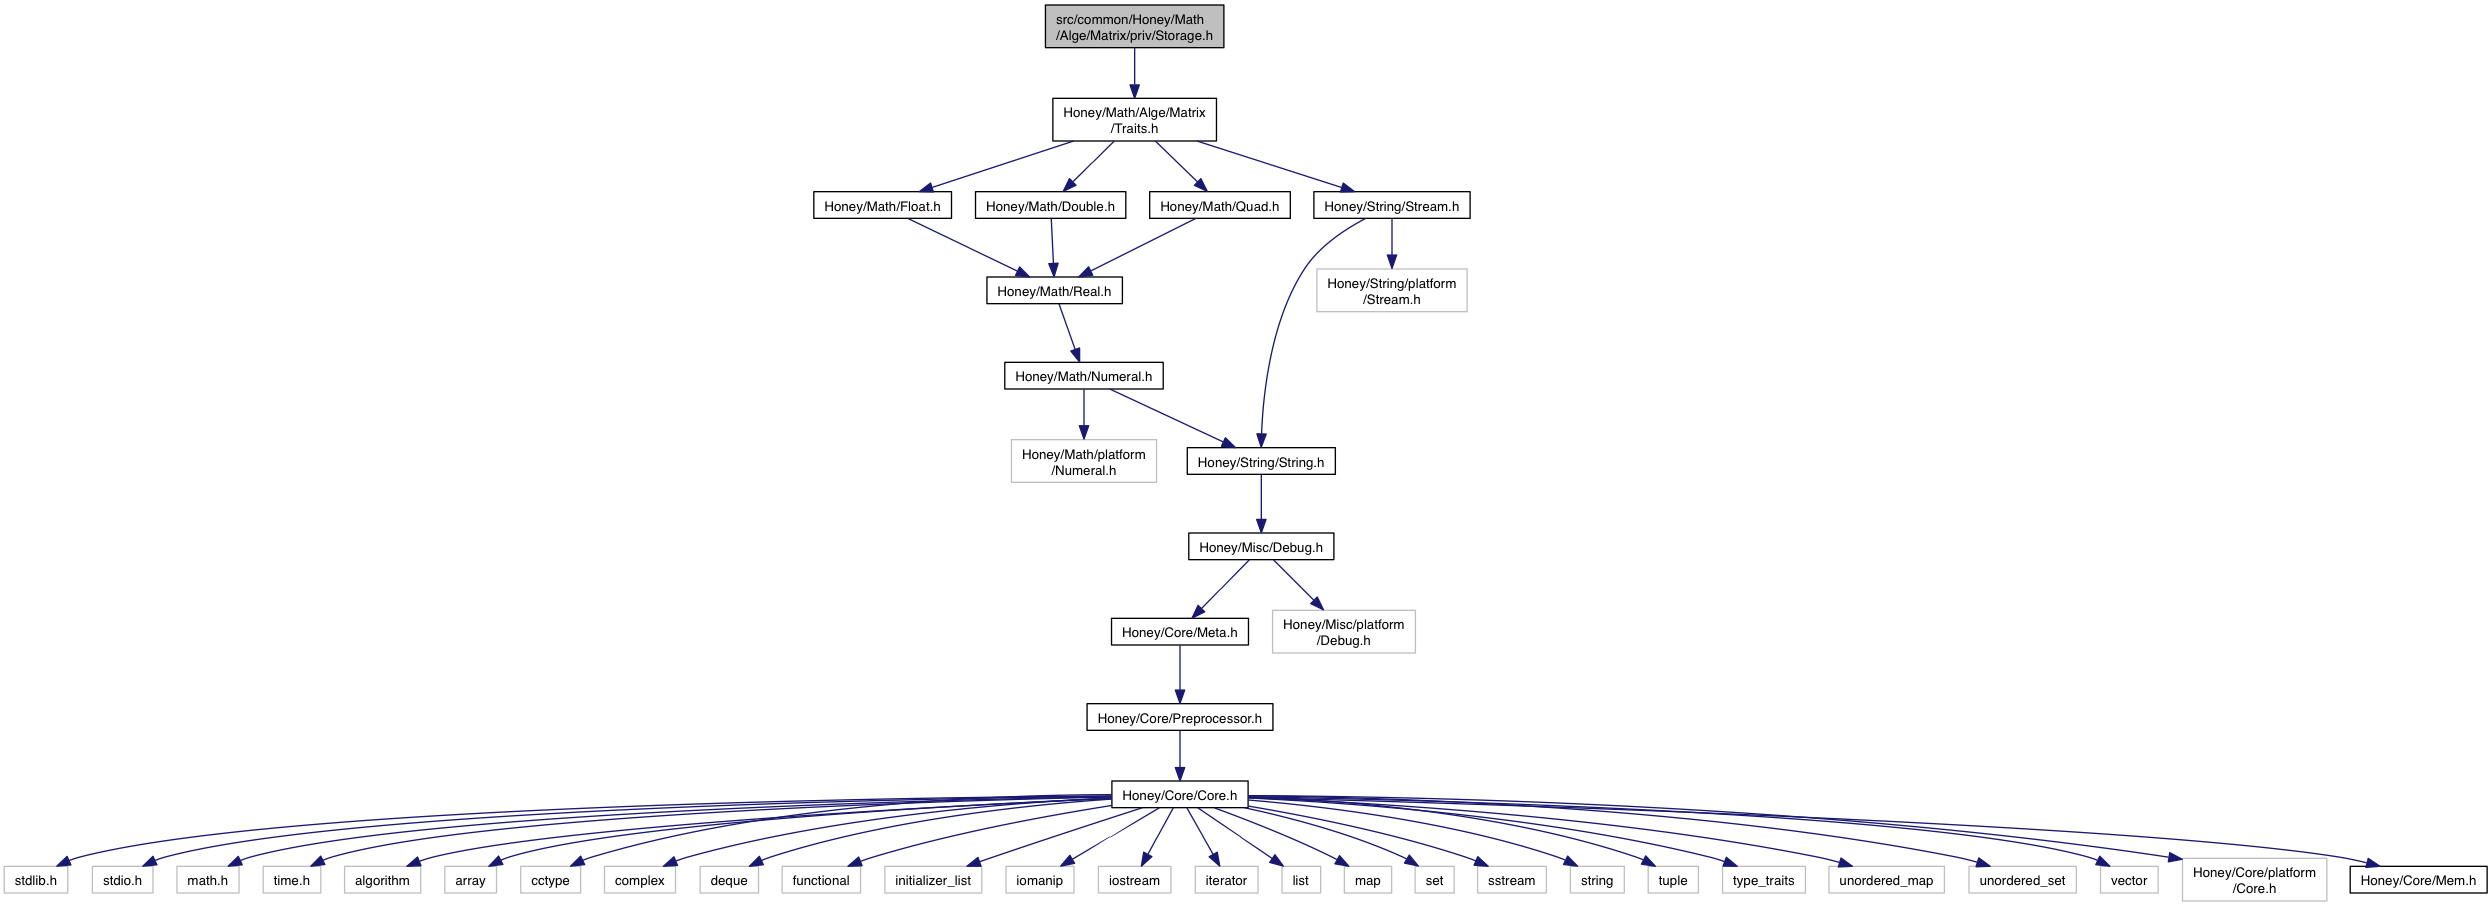 src/common/Honey/Math
/Alge/Matrix/priv/Storage.h
Honey/Math/Alge/Matrix
/Traits.h
Honey/Math/Float.h
Honey/Math/Double.h
Honey/Math/Quad.h
Honey/String/Stream.h
Honey/Math/Real.h
Honey/String/platform
/Stream.h
Honey/Math/Numeral.h
Honey/Math/platform
/Numeral.h
Honey/String/String.h
Honey/Misc/Debug.h
Honey/Core/Meta.h
Honey/Misc/platform
/Debug.h
Honey/Core/Preprocessor.h
Honey/Core/Core.h
stdlib.h
stdio.h
math.h
time.h
algorithm
array
cctype
complex
deque
functional
initializer_list
iomanip
iostream
iterator
list
map
set
sstream
string
tuple
type_traits
unordered_map
unordered_set
vector
Honey/Core/platform
/Core.h
Honey/Core/Mem.h